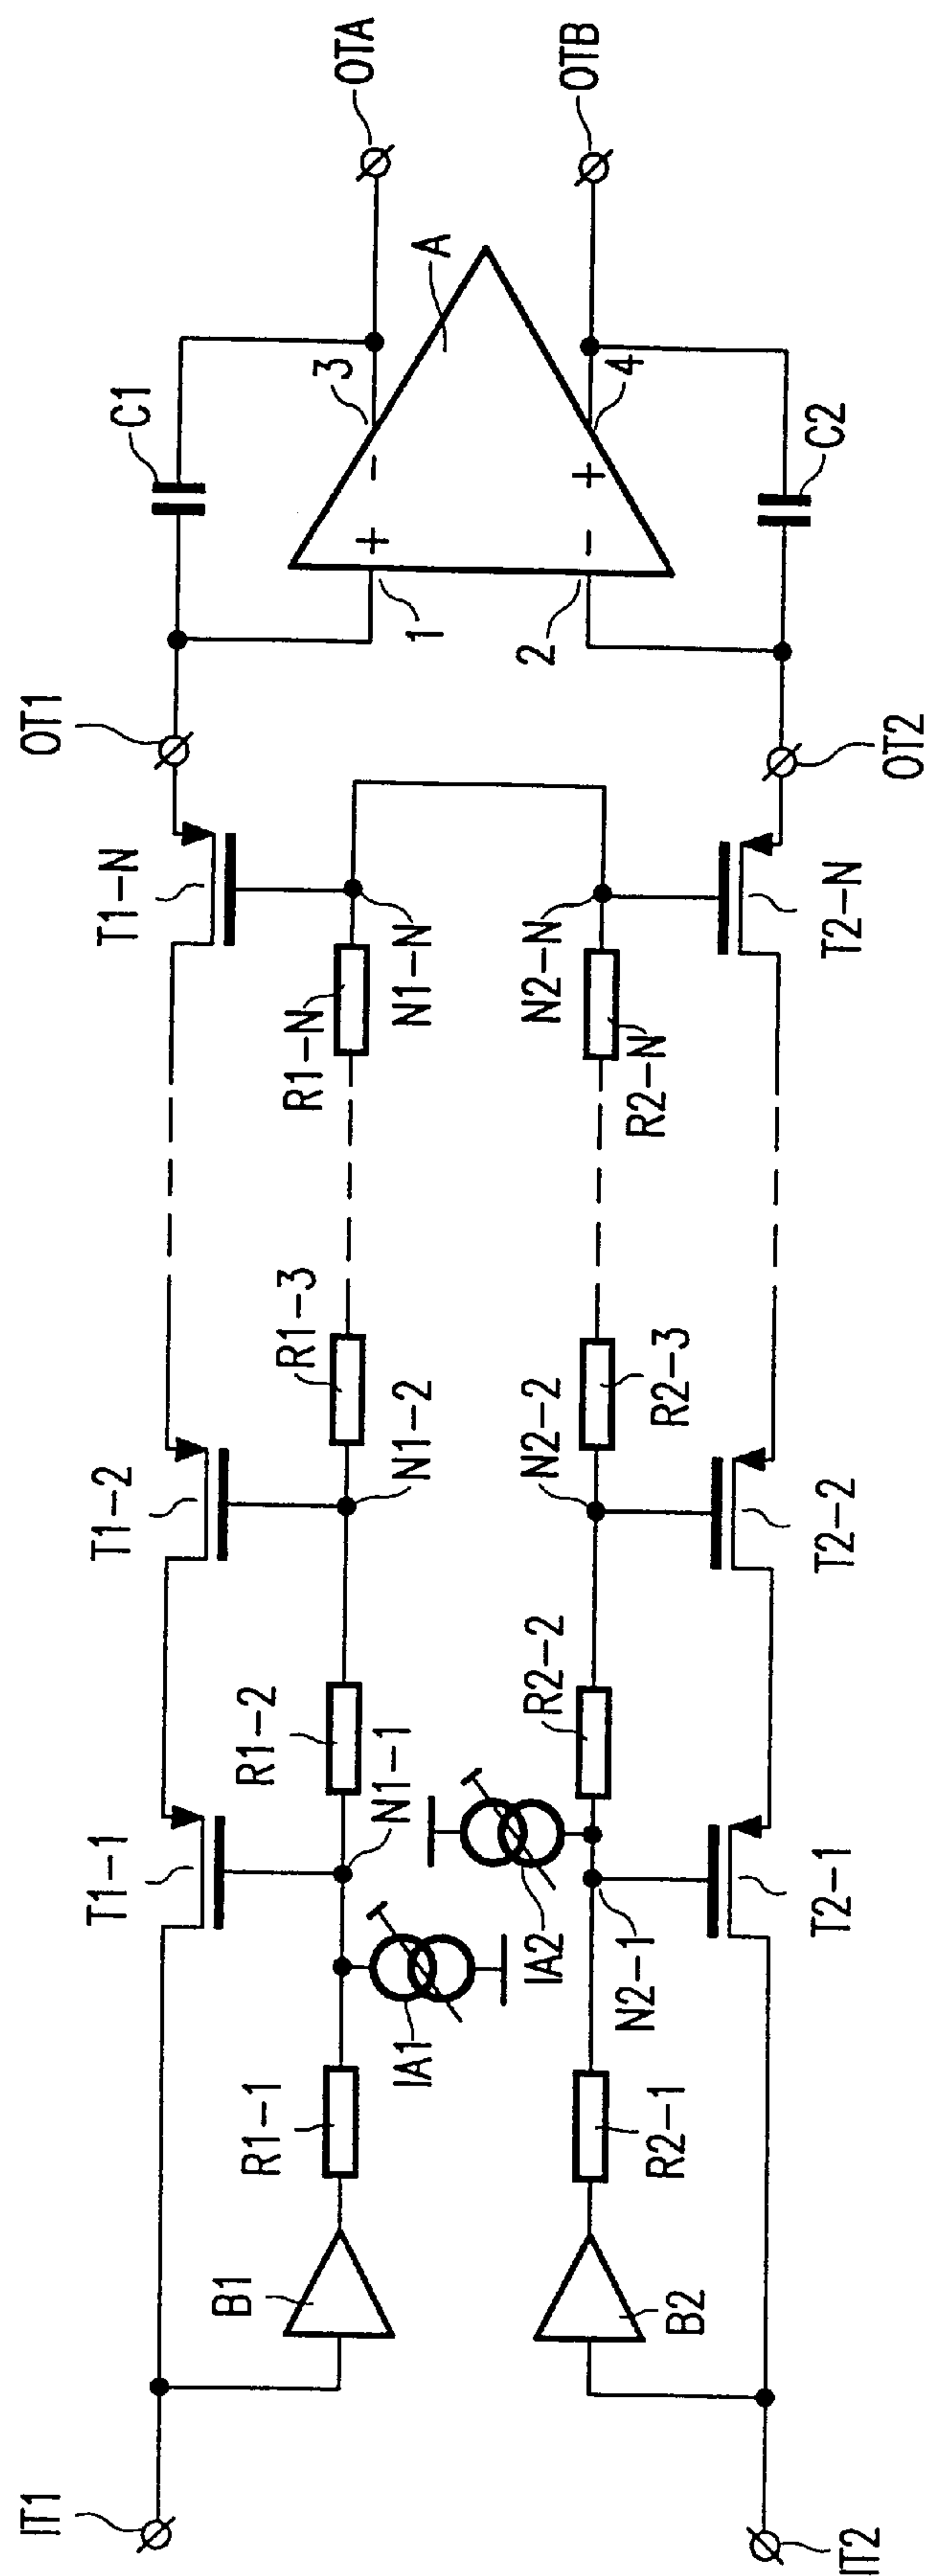 OTA
OTB
A
3
4
C1
C2
+
-
-
+
1
2
OT1
OT2
T1-N
T2-N
N1-N
N2-N
R1-N
R2-N
R1-3
R2-3
N1-2
N2-2
T1-2
T2-2
R1-2
R2-2
N1-1
N2-1
T1-1
T2-1
IA1
IA2
R1-1
R2-1
B1
B2
IT1
IT2